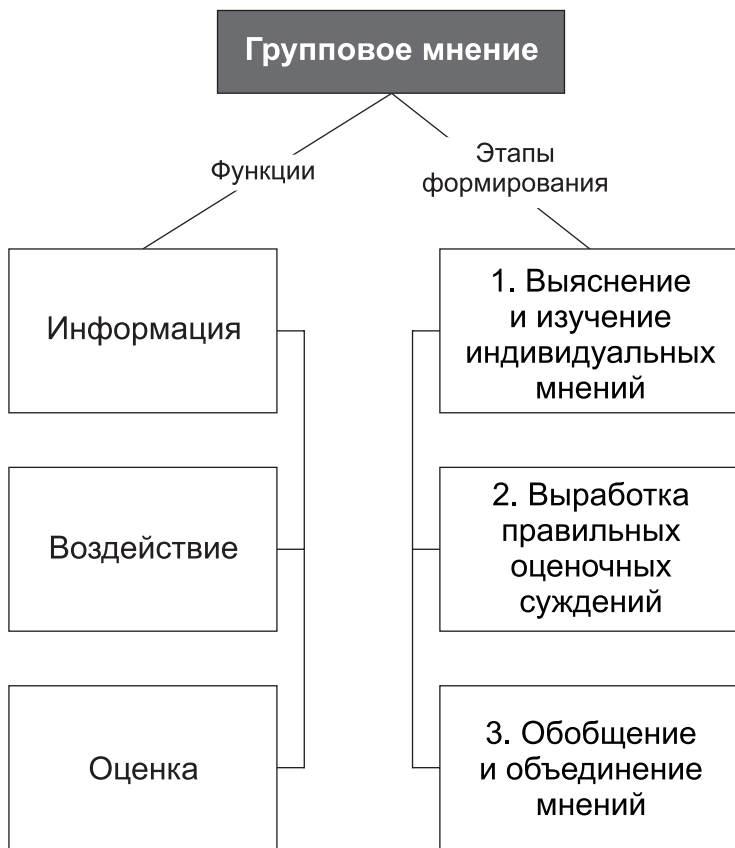 Групповое мнение
Функции
Этапы
формирования
Информация
Воздействие
Оценка
1. Выяснение
и изучение
индивидуальных
мнений
2. Выработка
правильных
оценочных
суждений
3. Обобщение
и объединение
мнений